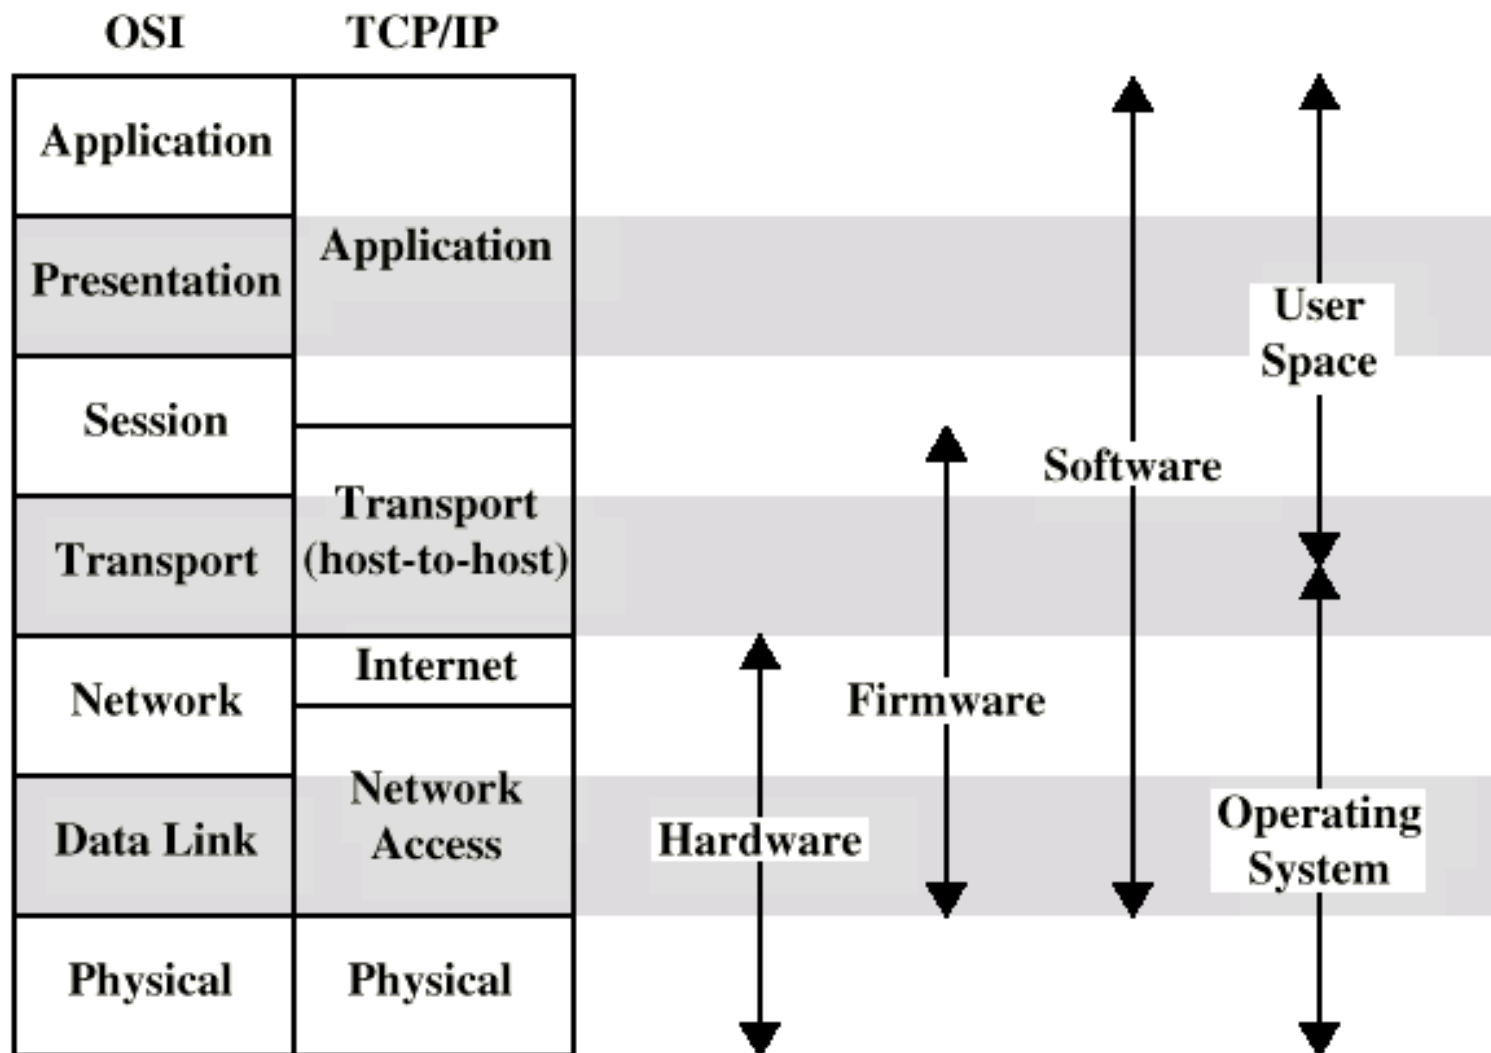 OSI
TCP/IP
Application
Presentation
Session
Transport
Network
Data Link
Physical
Application
Transport
(host-to-host)
Internet
Network
Access
Physical
Hardware
Firmware
Software
User
Space
Operating
System